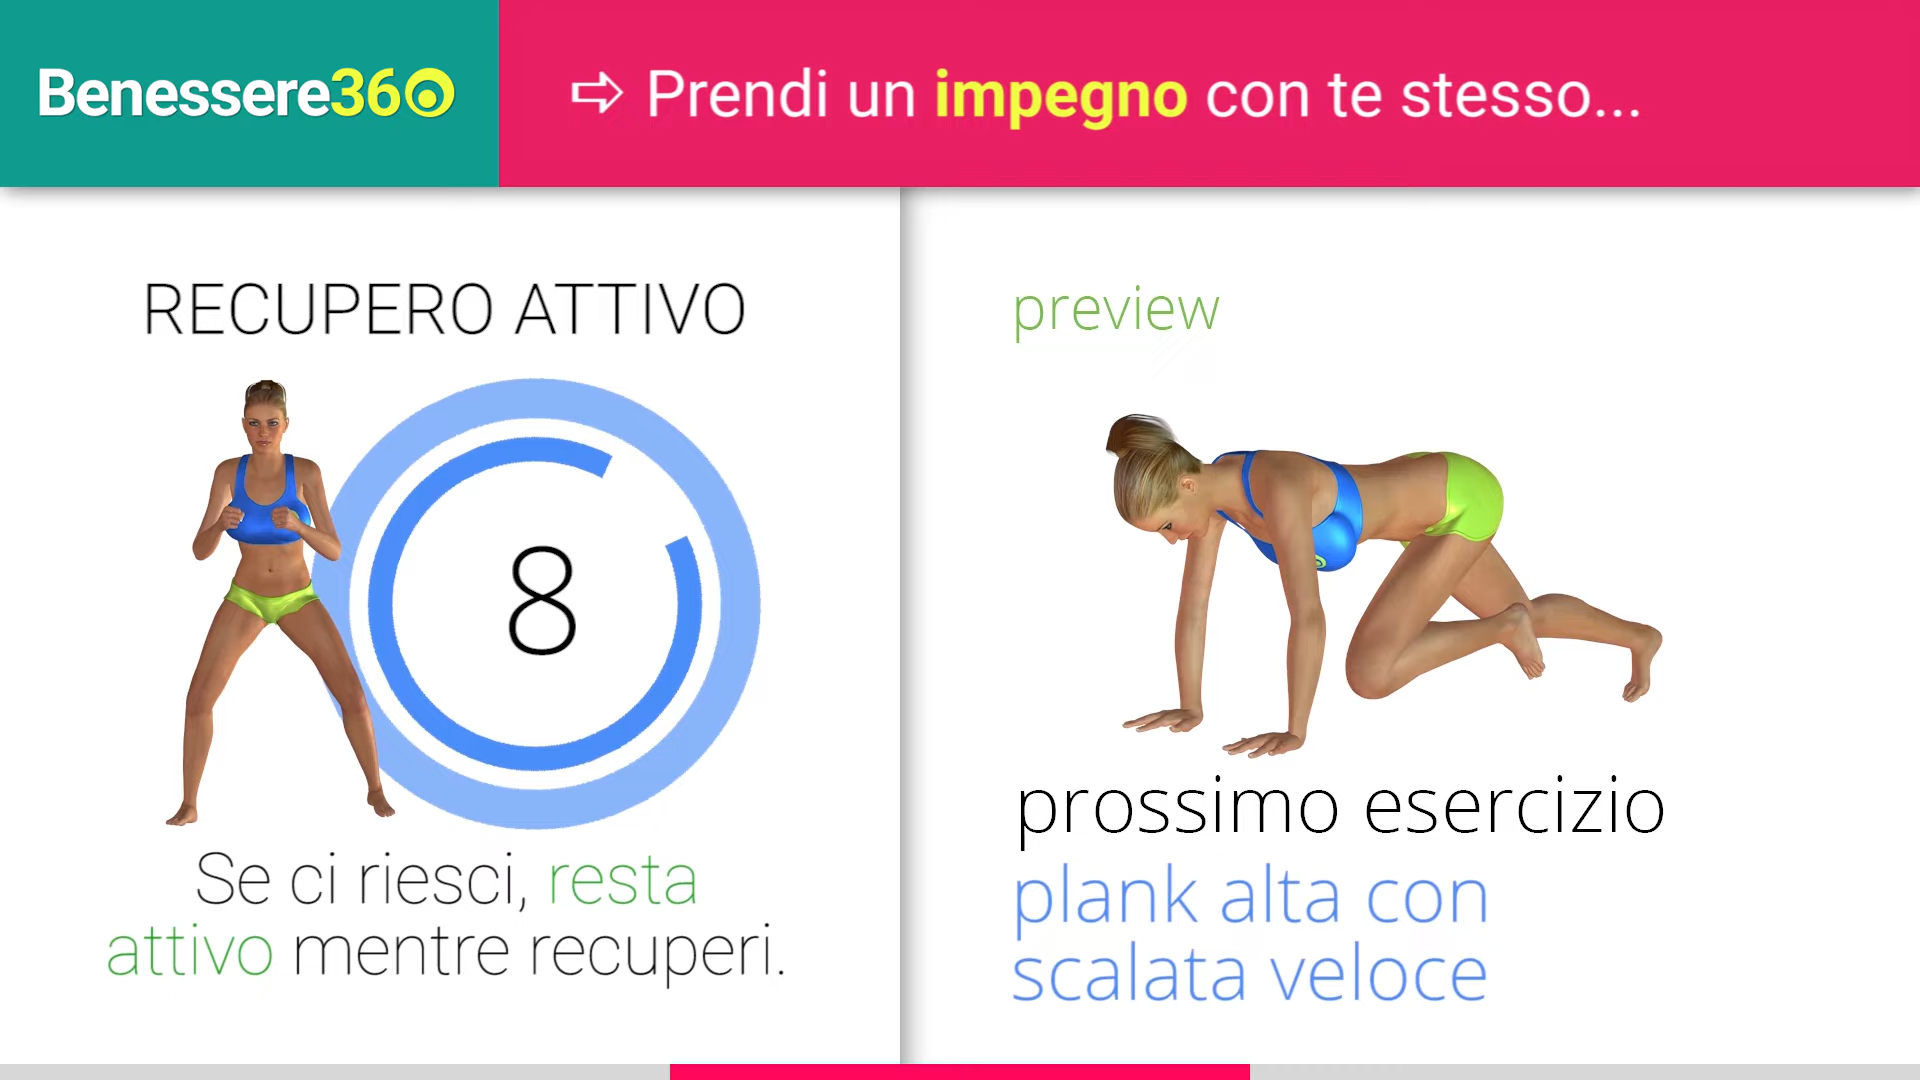 Benessere360
⇨ Prendi un impegno con te stesso...
RECUPERO ATTIVO
8
Se ci riesci, resta
attivo mentre recuperi.
preview
prossimo esercizio
plank alta con
scalata veloce